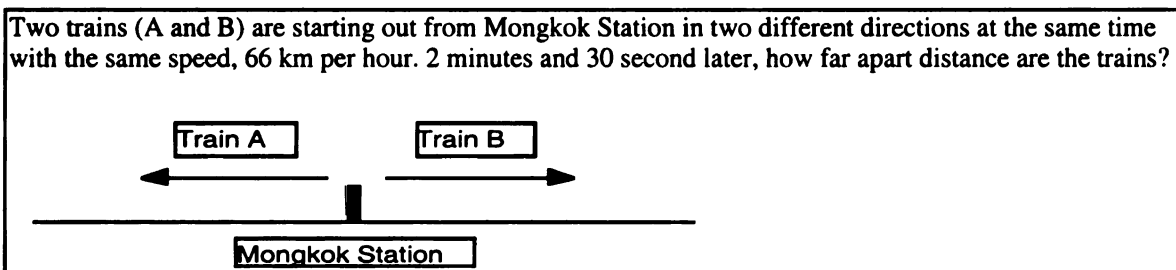 Two trains (A and B) are starting out from Mongkok Station in two different directions at the same time
with the same speed, 66 km per hour. 2 minutes and 30 second later, how far apart distance are the trains?
Train A Train B
Mongkok Station